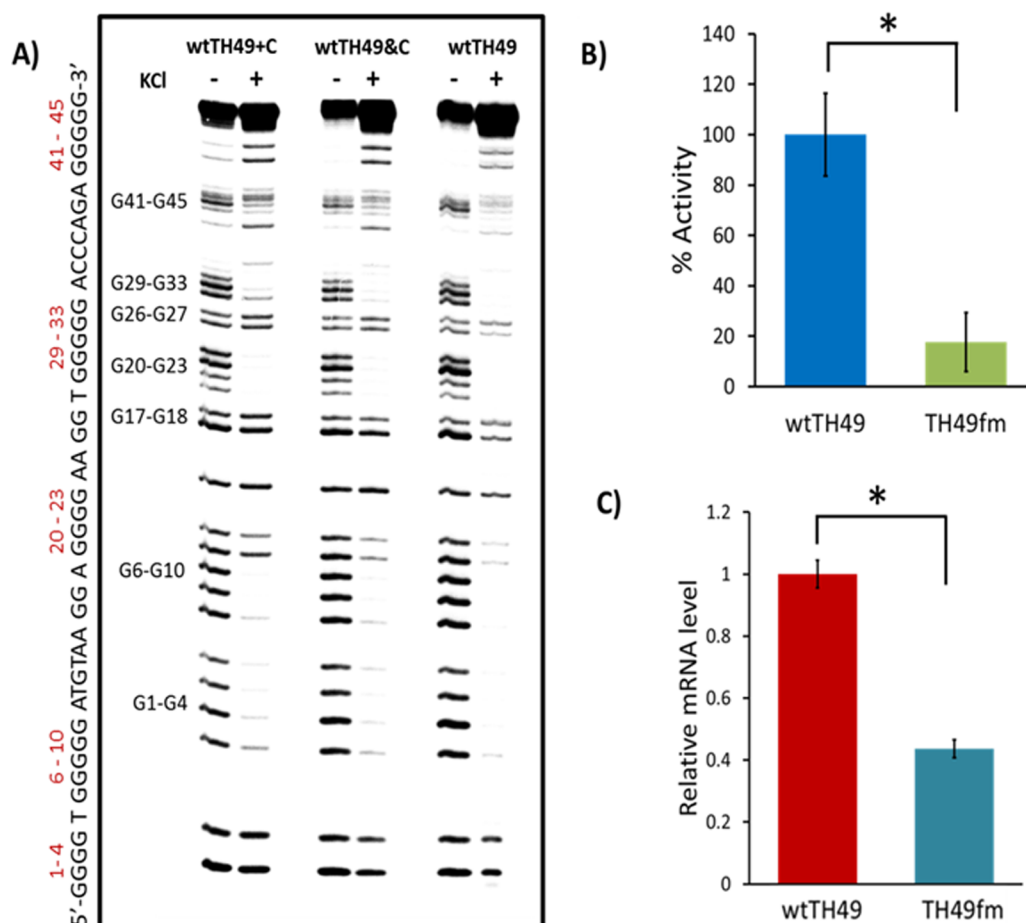 A)
5'-GGGG T GGGGG ATGTAA GG A GGGG AA GG T GGGGG ACCCAGA GGGGG-3'
1- 4
6 - 10
20 - 23
29 - 33
41 - 45
wtTH49+C wtTH49&C wtTH49
KCl - + - + - +
G41-G45
G29-G33
G26-G27
G20-G23
G17-G18
G6-G10
G1-G4
B)
*
% Activity
140
120
100
80
60
40
20
0
wtTH49 TH49fm
C)
*
Relative mRNA level
1.2
1
0.8
0.6
0.4
0.2
0
wtTH49 TH49fm